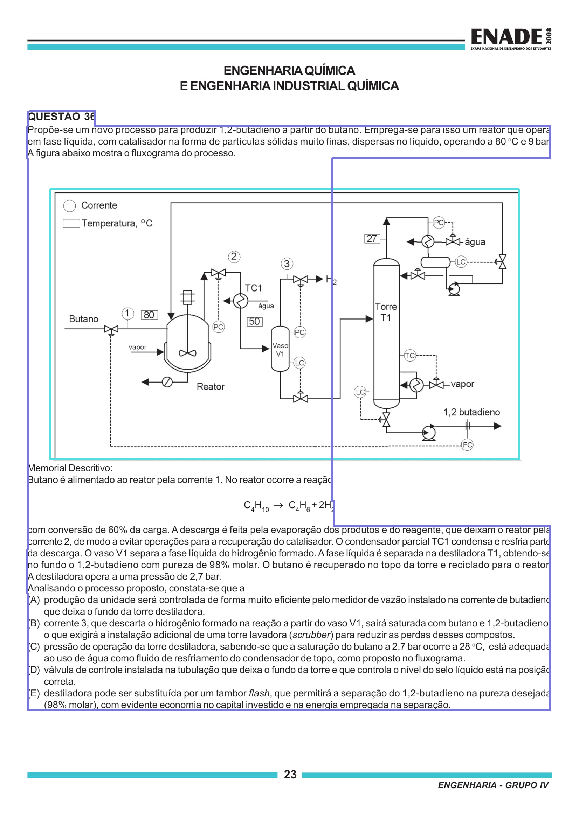 ENADE 2008
EXAME NACIONAL DE DESEMPENHO DOS ESTUDANTES
ENGENHARIA QUÍMICA
E ENGENHARIA INDUSTRIAL QUÍMICA
QUESTÃO 36
Propõe-se um novo processo para produzir 1,2-butadieno a partir do butano. Emprega-se para isso um reator que opera
em fase líquida, com catalisador na forma de partículas sólidas muito finas, dispersas no líquido, operando a 80 °C e 9 bar.
A figura abaixo mostra o fluxograma do processo.
Corrente
Temperatura, °C
27
PC
água
LC
2
3
H2
TC1
água
Torre
T1
Butano
1
80
50
PC
PC
vapor
Vaso
V1
LC
TC
Reator
vapor
LC
1,2 butadieno
FC
Memorial Descritivo:
Butano é alimentado ao reator pela corrente 1. No reator ocorre a reação
C4H10 → C4H6 + 2H2
com conversão de 60% da carga. A descarga é feita pela evaporação dos produtos e do reagente, que deixam o reator pela
corrente 2, de modo a evitar operações para a recuperação do catalisador. O condensador parcial TC1 condensa e resfria parte
da descarga. O vaso V1 separa a fase líquida do hidrogênio formado. A fase líquida é separada na destiladora T1, obtendo-se
no fundo o 1,2-butadieno com pureza de 98% molar. O butano é recuperado no topo da torre e reciclado para o reator.
A destiladora opera a uma pressão de 2,7 bar.
Analisando o processo proposto, constata-se que a
(A) produção da unidade será controlada de forma muito eficiente pelo medidor de vazão instalado na corrente de butadieno
que deixa o fundo da torre destiladora.
(B) corrente 3, que descarta o hidrogênio formado na reação a partir do vaso V1, sairá saturada com butano e 1,2-butadieno,
o que exigirá a instalação adicional de uma torre lavadora (scrubber) para reduzir as perdas desses compostos.
(C) pressão de operação da torre destiladora, sabendo-se que a saturação do butano a 2,7 bar ocorre a 28 °C, está adequada
ao uso de água como fluido de resfriamento do condensador de topo, como proposto no fluxograma.
(D) válvula de controle instalada na tubulação que deixa o fundo da torre e que controla o nível do selo líquido está na posição
correta.
(E) destiladora pode ser substituída por um tambor flash, que permitirá a separação do 1,2-butadieno na pureza desejada
(98% molar), com evidente economia no capital investido e na energia empregada na separação.
23
ENGENHARIA - GRUPO IV